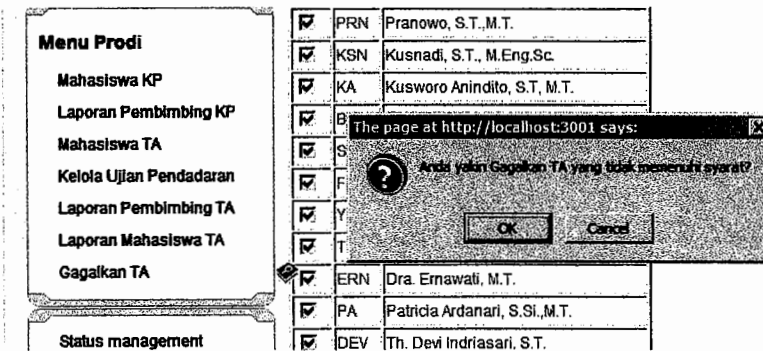 Menu Prodi
Mahasiswa KP
Laporan Pembimbing KP
Mahasiswa TA
Kelola Ujian Pendadaran
Laporan Pembimbing TA
Laporan Mahasiswa TA
Gagalkan TA
Status management
PRN Pranowo, S.T.,M.T.
KSN Kusnadi, S.T., M.Eng.Sc.
KA Kusworo Anindito, S.T, M.T.
B
S
F
Y
T
ERN Dra. Ernawati, M.T.
PA Patricia Ardanari, S.Si.,M.T.
DEV Th. Devi Indriasari, S.T.
The page at http://localhost:3001 says:
Anda yakin Gagalkan TA yang tidak memenuhi syarat?
OK Cancel